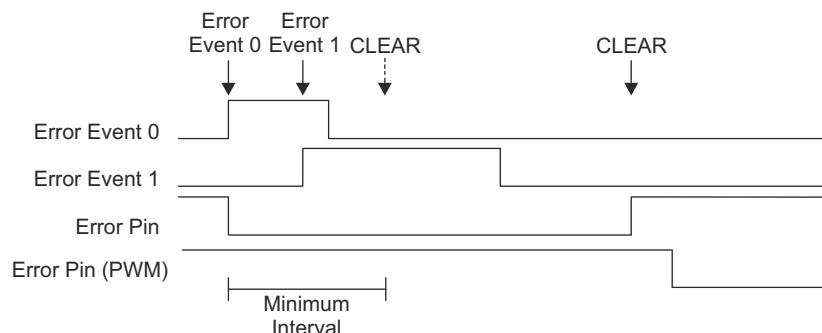 Error
Event 0
Error
Event 1
CLEAR
CLEAR
Error Event 0
Error Event 1
Error Pin
Error Pin (PWM)
Minimum
Interval